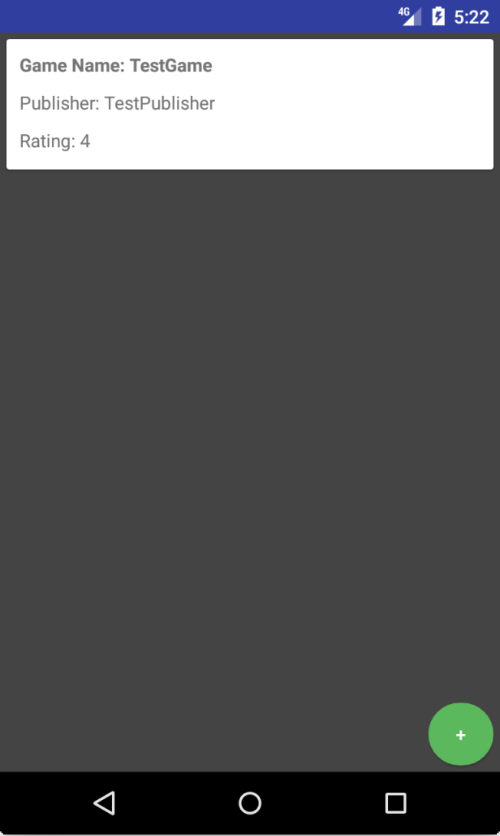 4G 5:22
Game Name: TestGame
Publisher: TestPublisher
Rating: 4
+